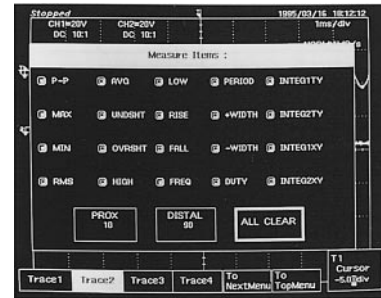 Stopped 1995/03/16 18:12:12
CH1=20V CH2=20V 1ms/div
DC 10:1 DC 10:1
Measure Items :
P-P AVG LOW PERIOD INTEG1TY
MAX UNDSHT RISE +WIDTH INTEG2TY
MIN OVRSHT FALL -WIDTH INTEG1XY
RMS HIGH FREQ DUTY INTEG2XY
PROX DISTAL ALL CLEAR
10 90
T1
Cursor
-5.0div
Trace1 Trace2 Trace3 Trace4 To NextMenu To TopMenu